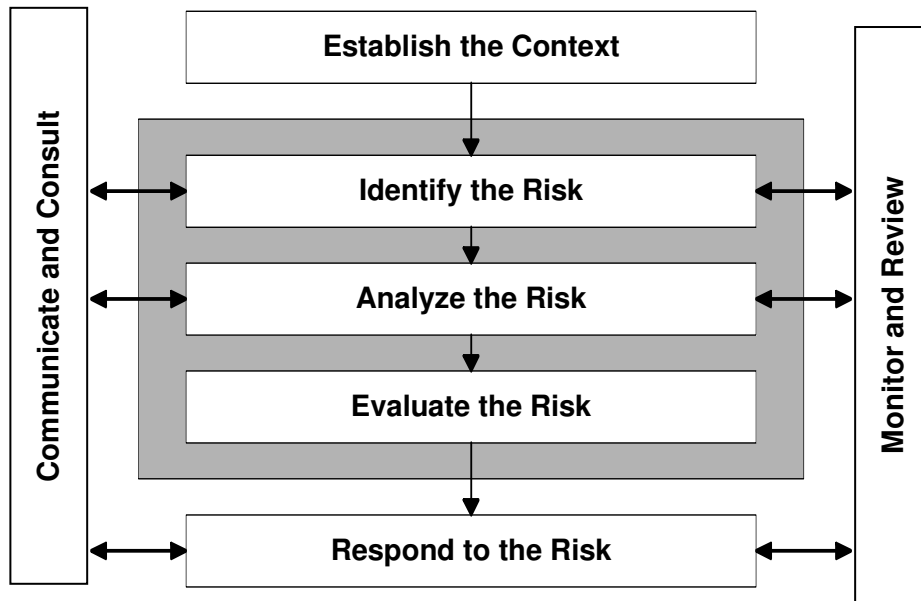 Establish the Context
Communicate and Consult
Identify the Risk
Analyze the Risk
Evaluate the Risk
Respond to the Risk
Monitor and Review